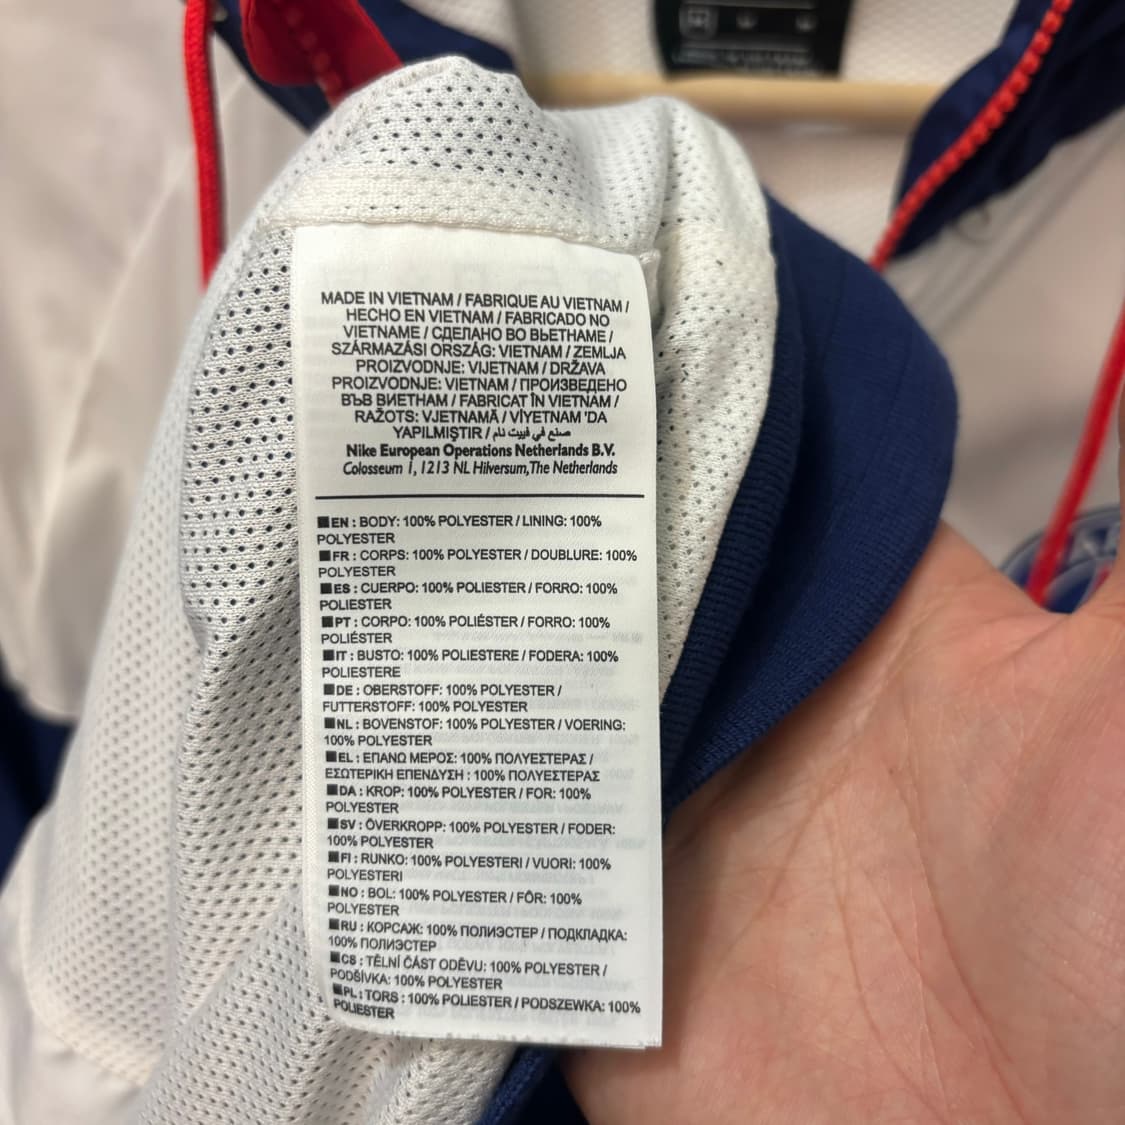 MADE IN VIETNAM / FABRIQUE AU VIETNAM /
HECHO EN VIETNAM / FABRICADO NO
VIETNAME / СДЕЛАНО ВО ВЬЕТНАМЕ /
SZÁRMAZÁSI ORSZÁG: VIETNAM / ZEMLJA
PROIZVODNJE: VIJETNAM / DRŽAVA
PROIZVODNJE: VIETNAM / ПРОИЗВЕДЕНО
ВЪВ ВИЕТНАМ / FABRICAT ÎN VIETNAM /
RAŽOTS: VJETNAMĀ / VİYETNAM 'DA
YAPILMIŞTIR / صنع في فييت نام
Nike European Operations Netherlands B.V.
Colosseum 1, 1213 NL Hilversum, The Netherlands
■EN : BODY: 100% POLYESTER / LINING: 100%
POLYESTER
■FR : CORPS: 100% POLYESTER / DOUBLURE: 100%
POLYESTER
■ES : CUERPO: 100% POLIESTER / FORRO: 100%
POLIESTER
■PT : CORPO: 100% POLIÉSTER / FORRO: 100%
POLIÉSTER
■IT : BUSTO: 100% POLIESTERE / FODERA: 100%
POLIESTERE
■DE : OBERSTOFF: 100% POLYESTER /
FUTTERSTOFF: 100% POLYESTER
■NL : BOVENSTOF: 100% POLYESTER / VOERING:
100% POLYESTER
■EL : ΕΠΑΝΩ ΜΕΡΟΣ: 100% ΠΟΛΥΕΣΤΕΡΑΣ /
ΕΣΩΤΕΡΙΚΗ ΕΠΕΝΔΥΣΗ : 100% ΠΟΛΥΕΣΤΕΡΑΣ
■DA : KROP: 100% POLYESTER / FOR: 100%
POLYESTER
■SV : ÖVERKROPP: 100% POLYESTER / FODER:
100% POLYESTER
■FI : RUNKO: 100% POLYESTERI / VUORI: 100%
POLYESTERI
■NO : BOL: 100% POLYESTER / FÔR: 100%
POLYESTER
■RU : КОРСАЖ: 100% ПОЛИЭСТЕР / ПОДКЛАДКА:
100% ПОЛИЭСТЕР
■CS : TĚLNÍ ČÁST ODĚVU: 100% POLYESTER /
PODŠÍVKA: 100% POLYESTER
■PL : TORS : 100% POLIESTER / PODSZEWKA: 100%
POLIESTER